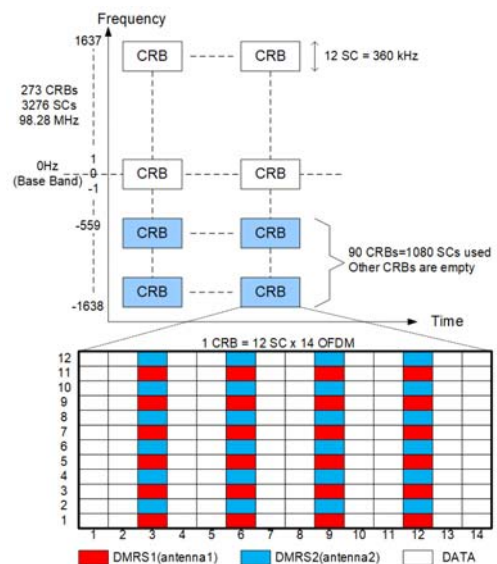 Frequency
1637
CRB
CRB
12 SC = 360 kHz
273 CRBs
3276 SCs
98.28 MHz
0Hz
(Base Band)
1
0
-1
CRB
CRB
-559
CRB
CRB
90 CRBs=1080 SCs used
Other CRBs are empty
CRB
CRB
-1638
Time
1 CRB = 12 SC x 14 OFDM
12
11
10
9
8
7
6
5
4
3
2
1
1 2 3 4 5 6 7 8 9 10 11 12 13 14
DMRS1(antenna1) DMRS2(antenna2) DATA